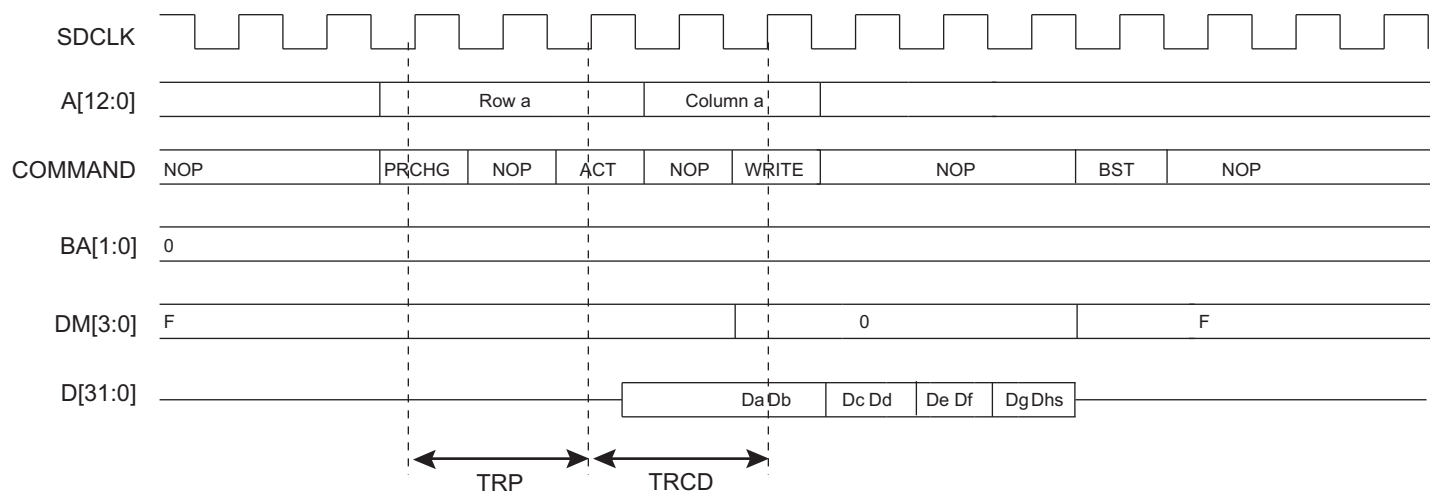 SDCLK
A[12:0] Row a Column a
COMMAND NOP PRCHG NOP ACT NOP WRITE NOP BST NOP
BA[1:0] 0
DM[3:0] F 0 F
D[31:0] Da Db Dc Dd De Df Dg Dhs
TRP TRCD